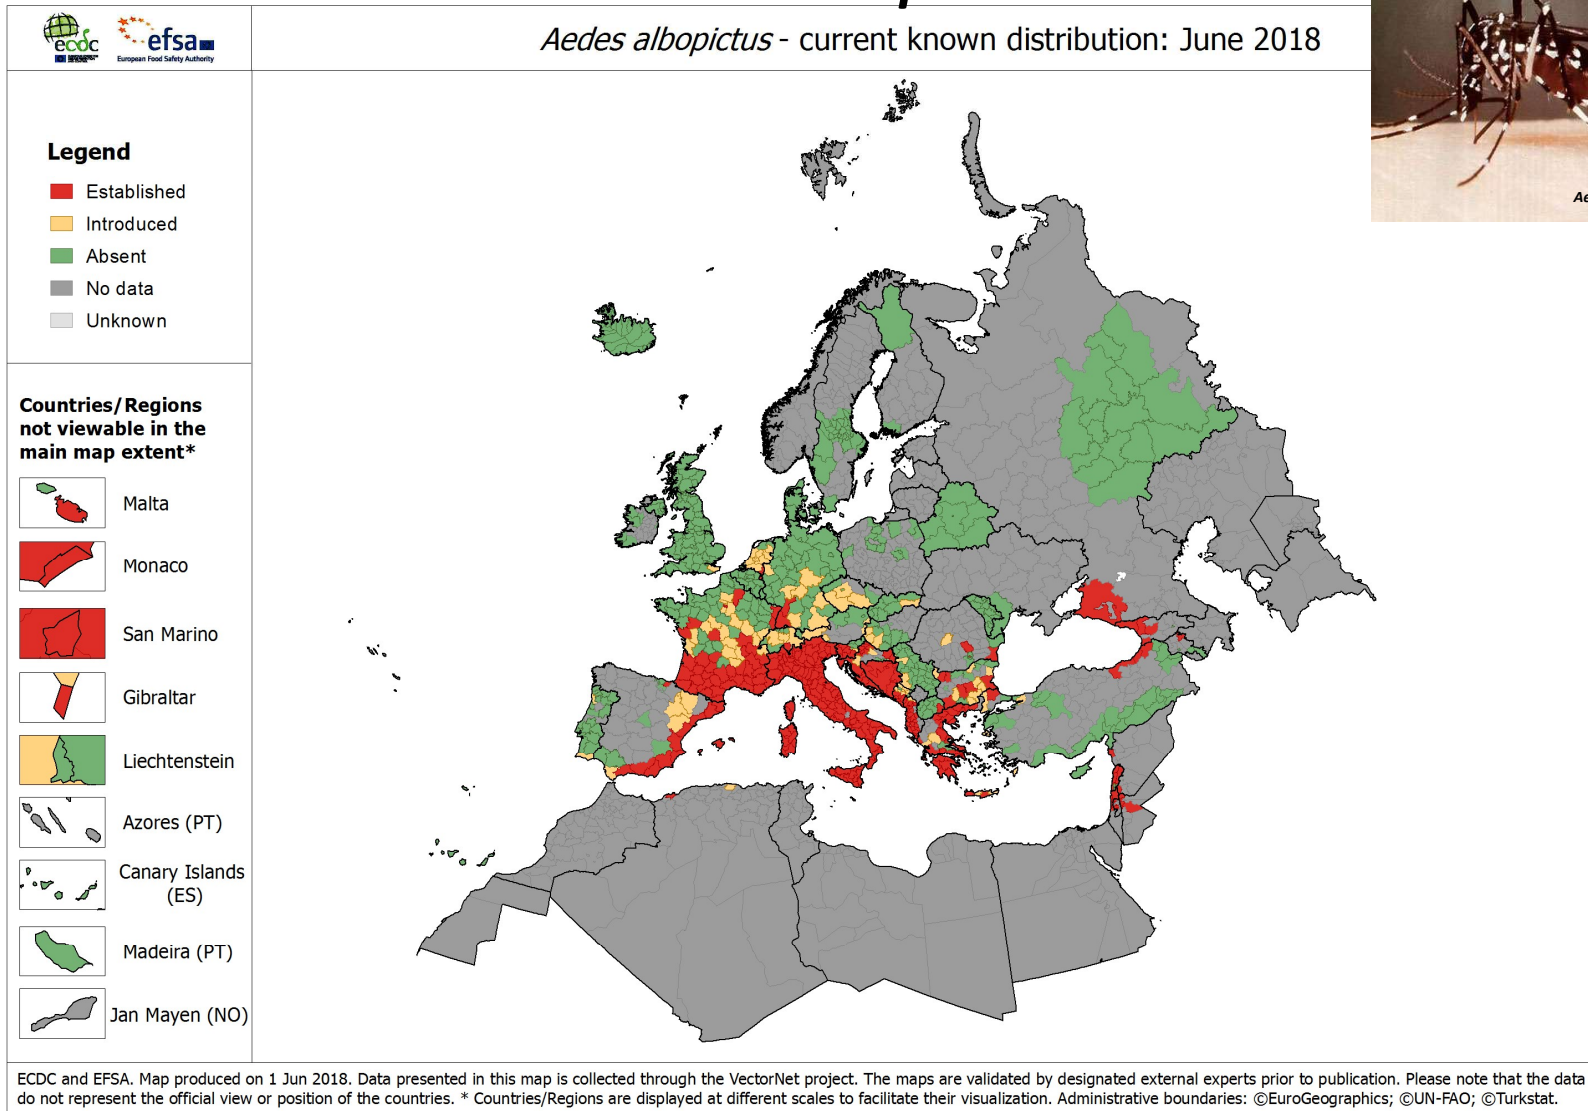 ecdc
efsa
European Food Safety Authority
Aedes albopictus - current known distribution: June 2018
Ae
Legend
Established
Introduced
Absent
No data
Unknown
Countries/Regions
not viewable in the
main map extent*
Malta
Monaco
San Marino
Gibraltar
Liechtenstein
Azores (PT)
Canary Islands
(ES)
Madeira (PT)
Jan Mayen (NO)
ECDC and EFSA. Map produced on 1 Jun 2018. Data presented in this map is collected through the VectorNet project. The maps are validated by designated external experts prior to publication. Please note that the data
do not represent the official view or position of the countries. * Countries/Regions are displayed at different scales to facilitate their visualization. Administrative boundaries: ©EuroGeographics; ©UN-FAO; ©Turkstat.